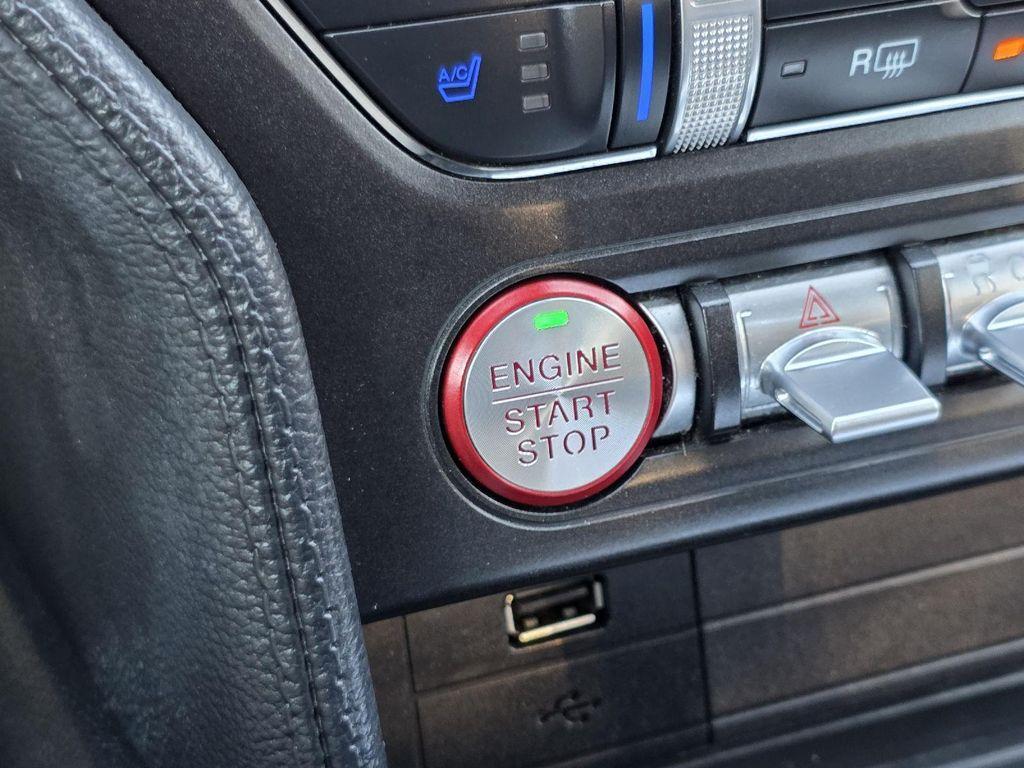 A/C
R
ENGINE
START
STOP